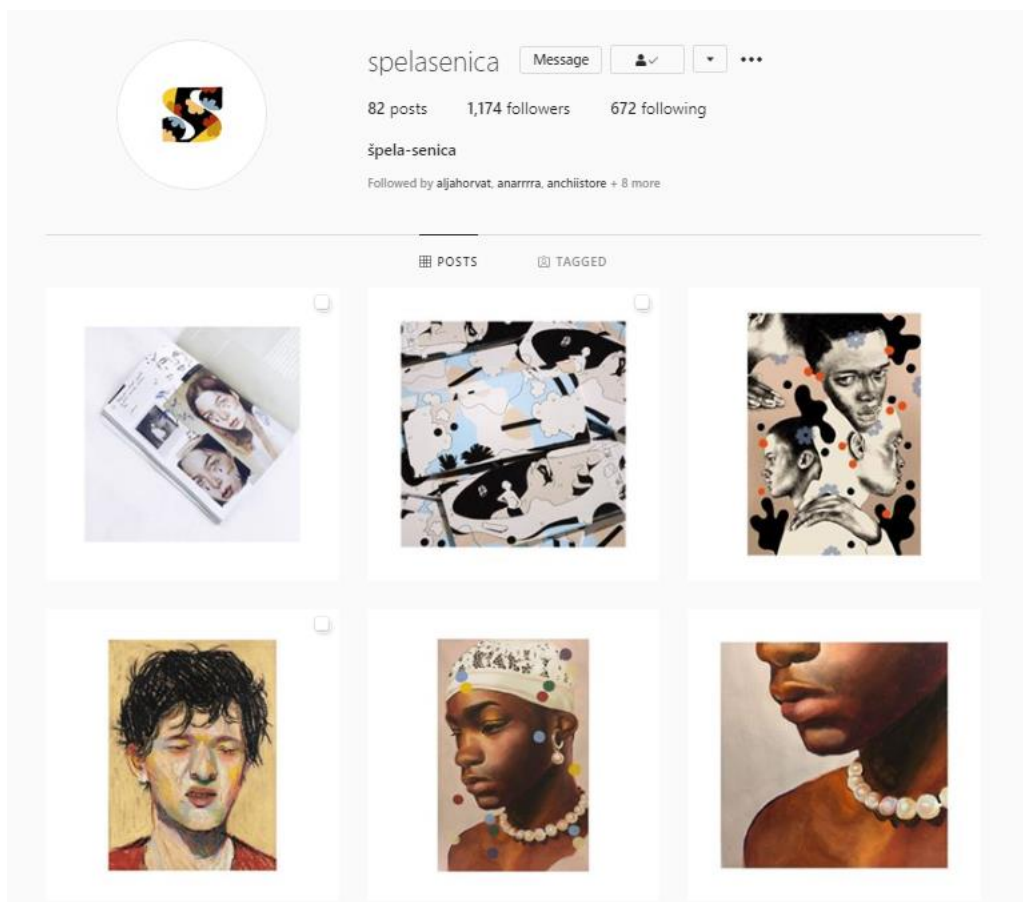 spelasenica Message
82 posts 1,174 followers 672 following
špela-senica
Followed by aljahorvat, anarrrra, anchiistore + 8 more
POSTS TAGGED